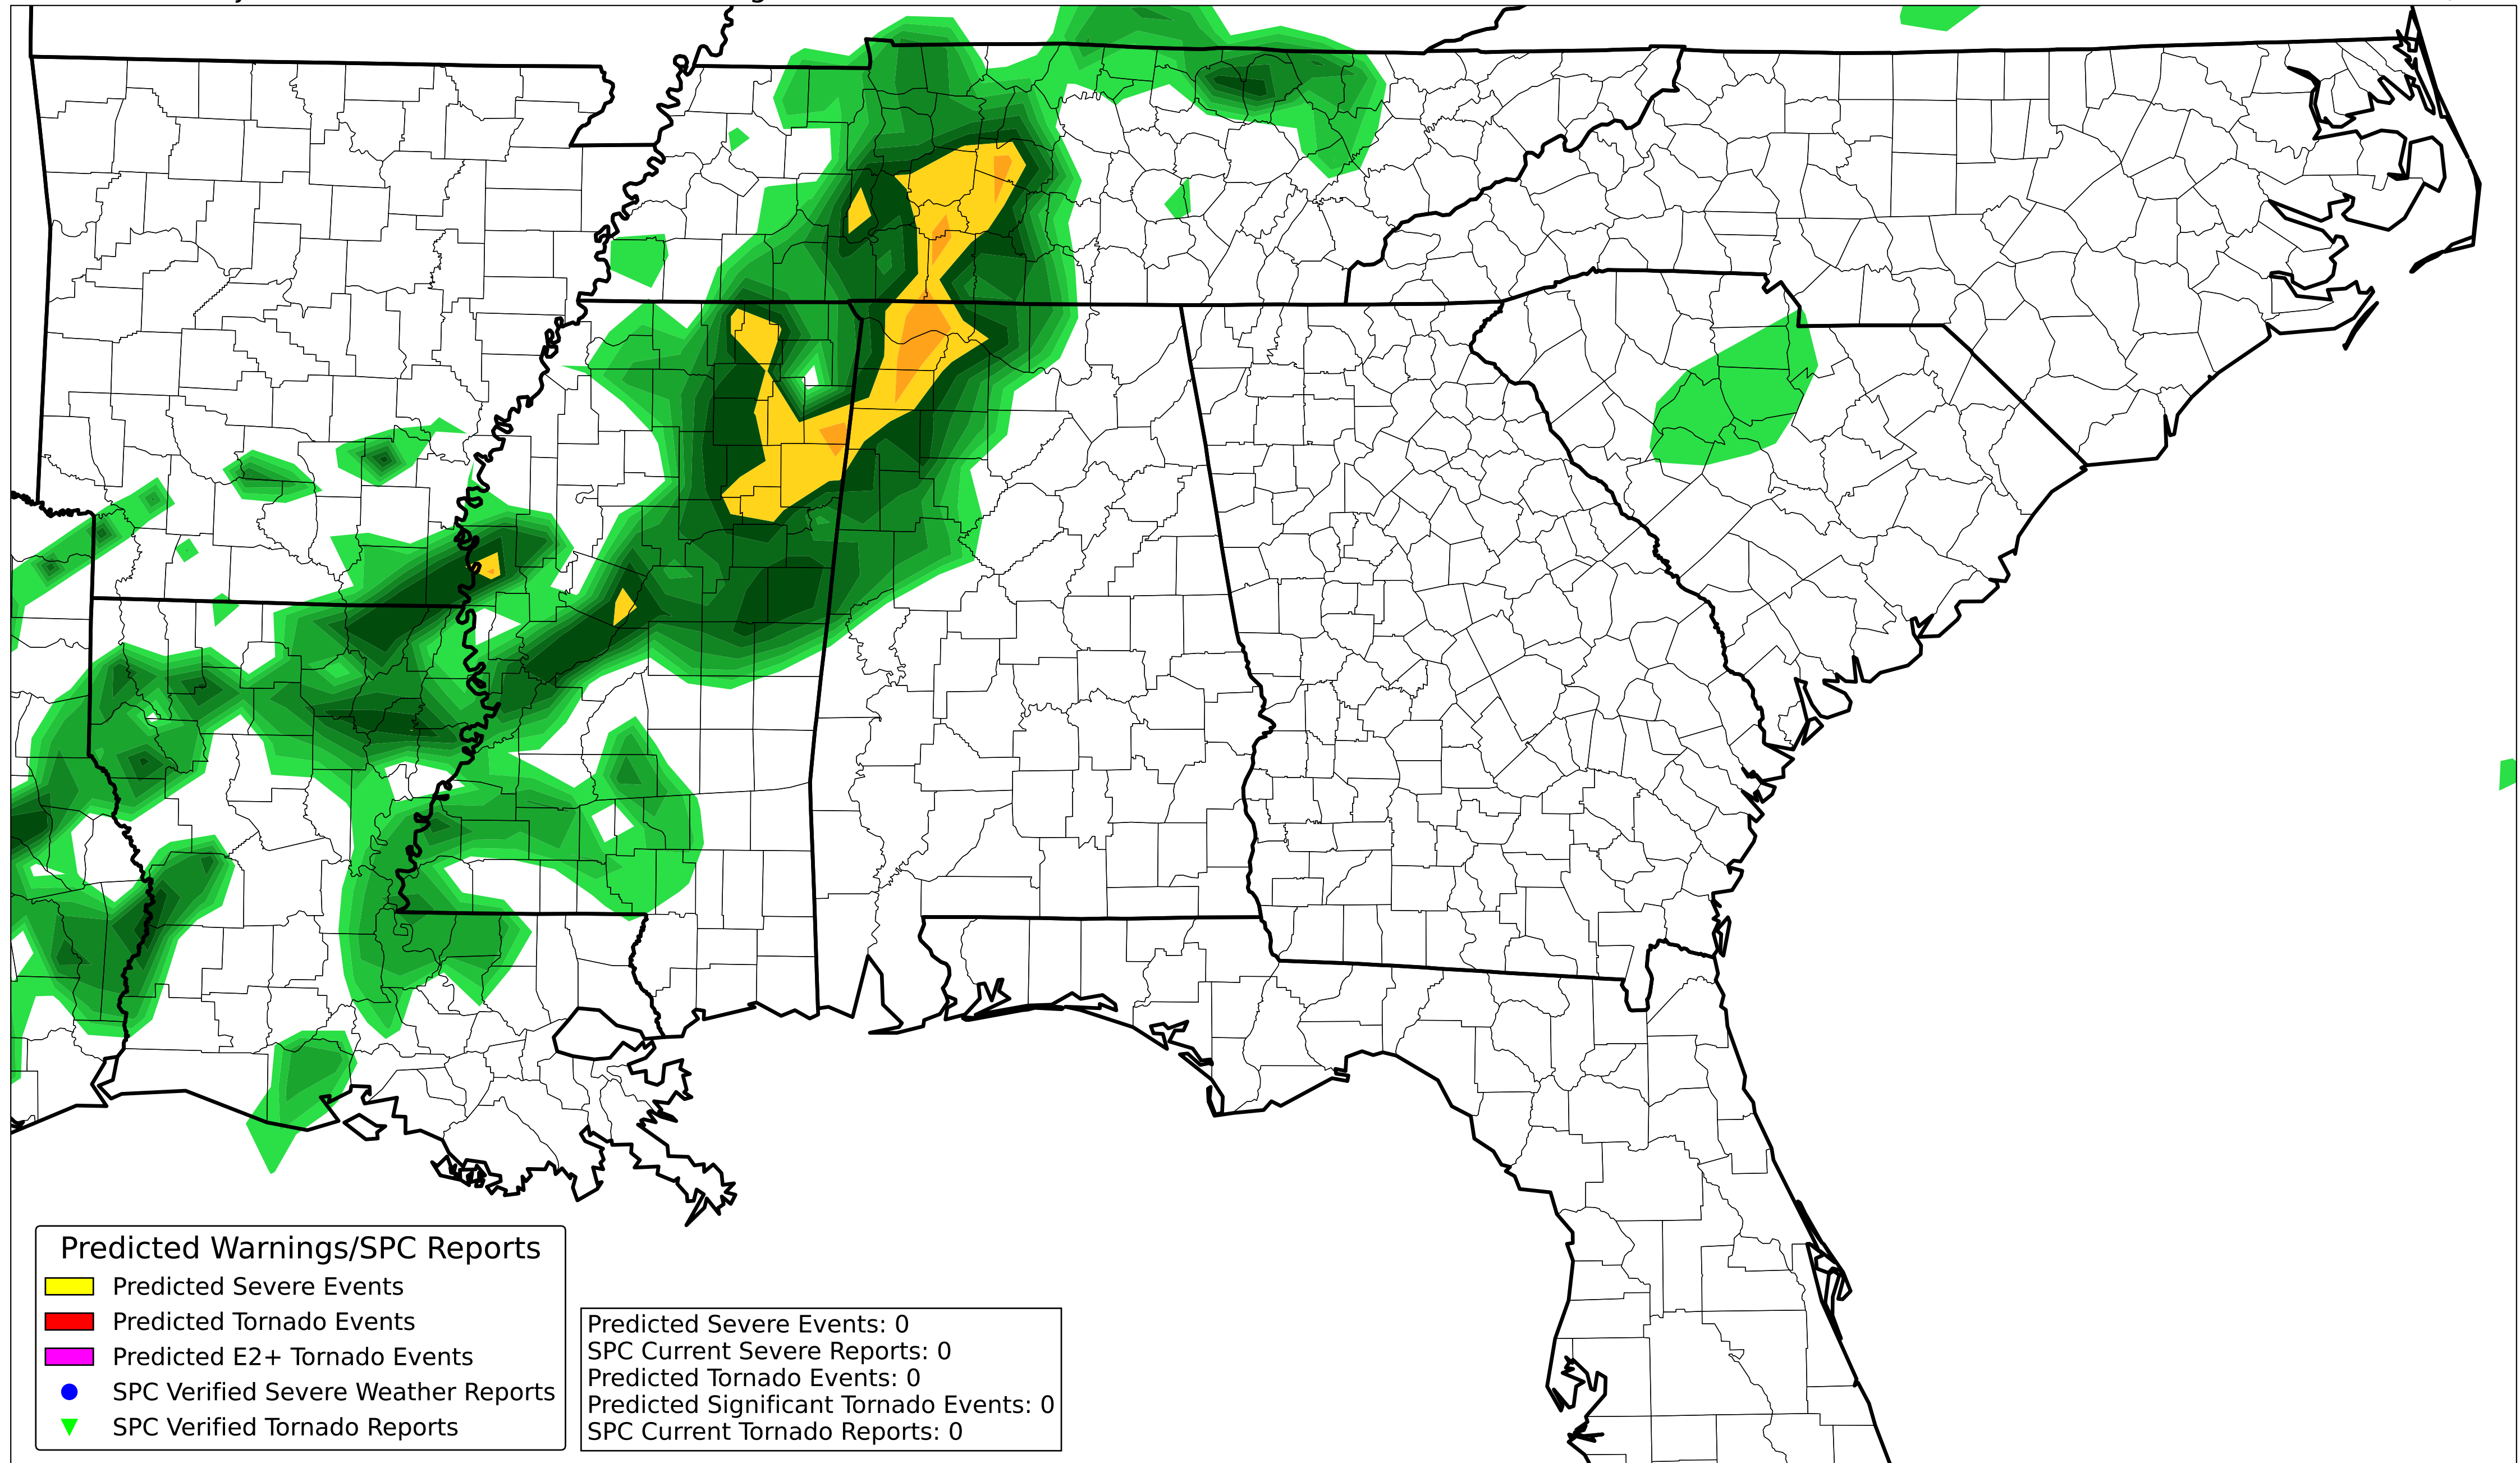 Predicted Warnings/SPC Reports
Predicted Severe Events
Predicted Tornado Events
Predicted E2+ Tornado Events
SPC Verified Severe Weather Reports
SPC Verified Tornado Reports
Predicted Severe Events: 0
SPC Current Severe Reports: 0
Predicted Tornado Events: 0
Predicted Significant Tornado Events: 0
SPC Current Tornado Reports: 0